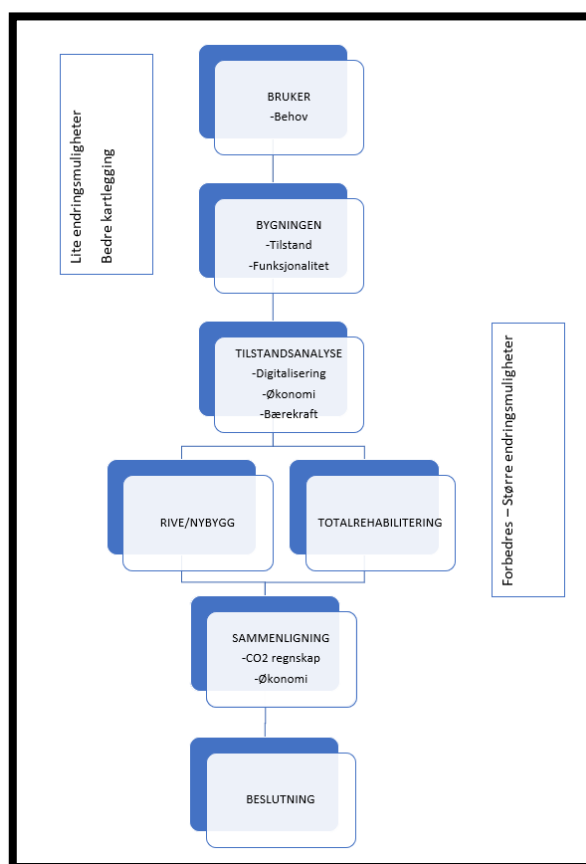 Lite endringsmuligheter
Bedre kartlegging
BRUKER
-Behov
BYGNINGEN
-Tilstand
-Funksjonalitet
TILSTANDSANALYSE
-Digitalisering
-Økonomi
-Bærekraft
Forbedres – Større endringsmuligheter
RIVE/NYBYGG
TOTALREHABILITERING
SAMMENLIGNING
-CO2 regnskap
-Økonomi
BESLUTNING